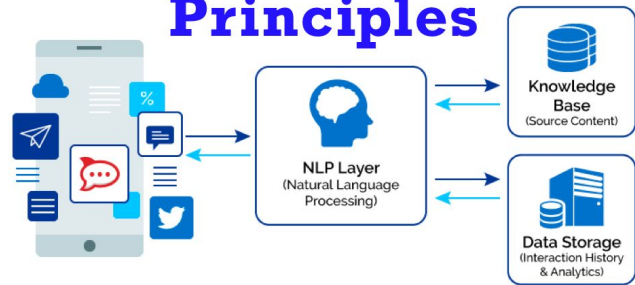 Principles
%
NLP Layer
(Natural Language
Processing)
Knowledge
Base
(Source Content)
Data Storage
(Interaction History
& Analytics)